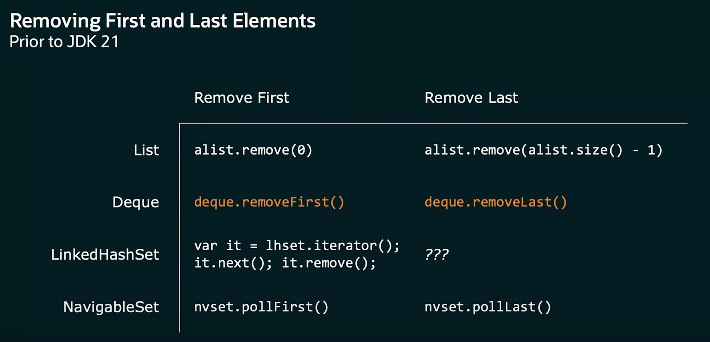 Removing First and Last Elements
Prior to JDK 21
Remove First Remove Last
List alist.remove(0) alist.remove(alist.size() - 1)
Deque deque.removeFirst() deque.removeLast()
LinkedHashSet var it = lhset.iterator(); ???
it.next(); it.remove();
NavigableSet nvset.pollFirst() nvset.pollLast()